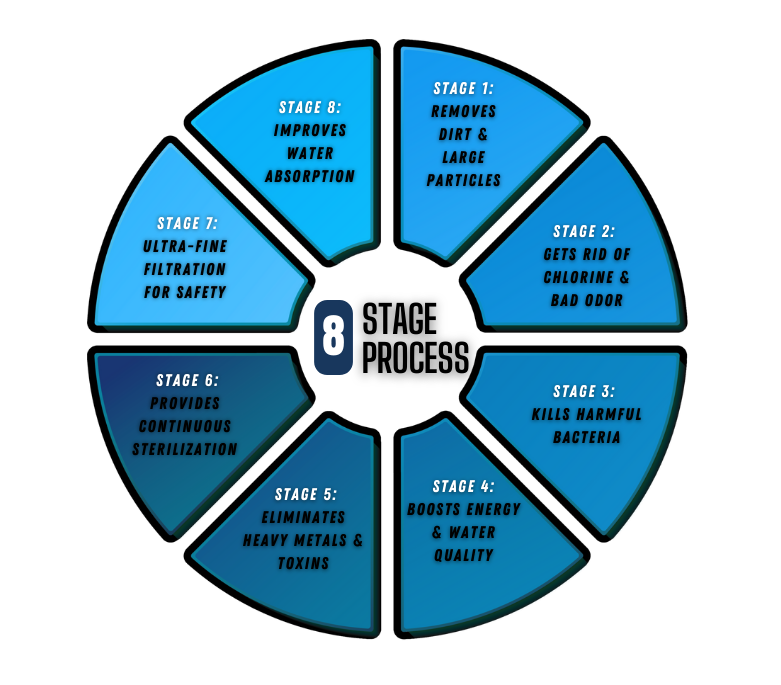 STAGE 1:
REMOVES
DIRT &
LARGE
PARTICLES
STAGE 2:
GETS RID OF
CHLORINE &
BAD ODOR
STAGE 3:
KILLS HARMFUL
BACTERIA
STAGE 4:
BOOSTS ENERGY
& WATER
QUALITY
STAGE 5:
ELIMINATES
HEAVY METALS &
TOXINS
STAGE 6:
PROVIDES
CONTINUOUS
STERILIZATION
STAGE 7:
ULTRA-FINE
FILTRATION
FOR SAFETY
STAGE 8:
IMPROVES
WATER
ABSORPTION
8 STAGE
PROCESS